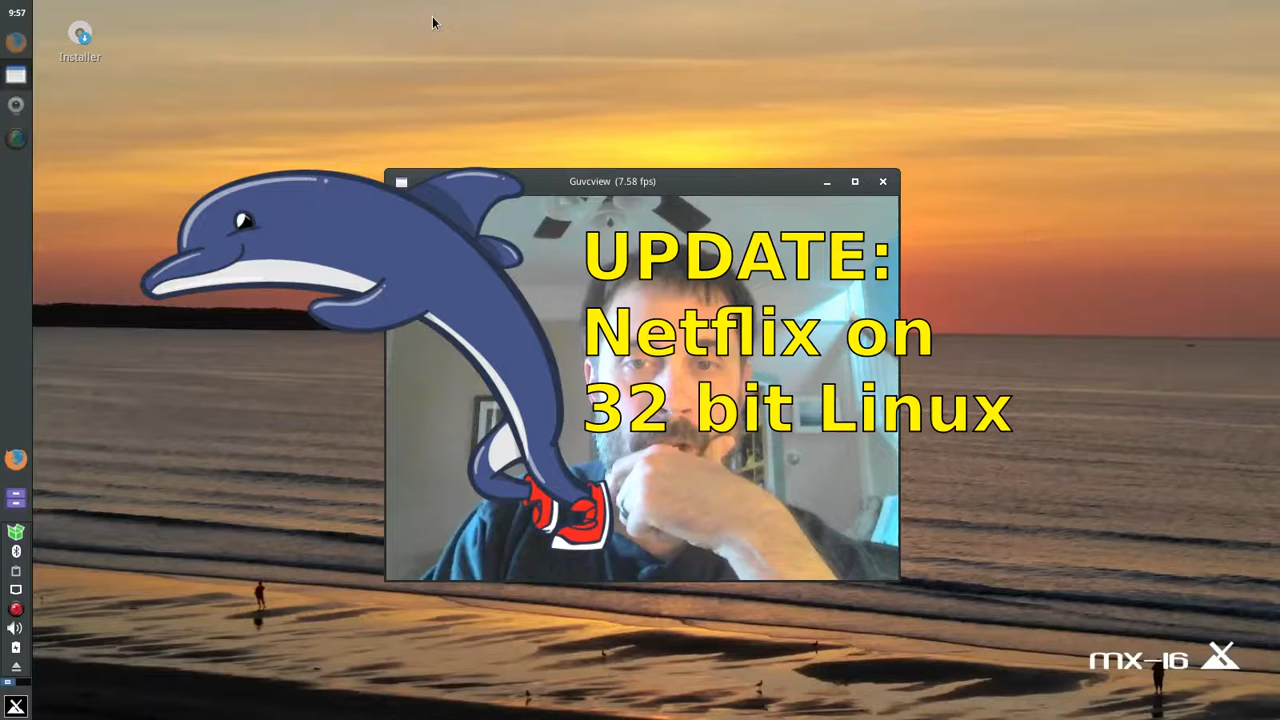 9:57
Installer
Guvcview (7.58 fps)
UPDATE:
Netflix on
32 bit Linux
mx-16